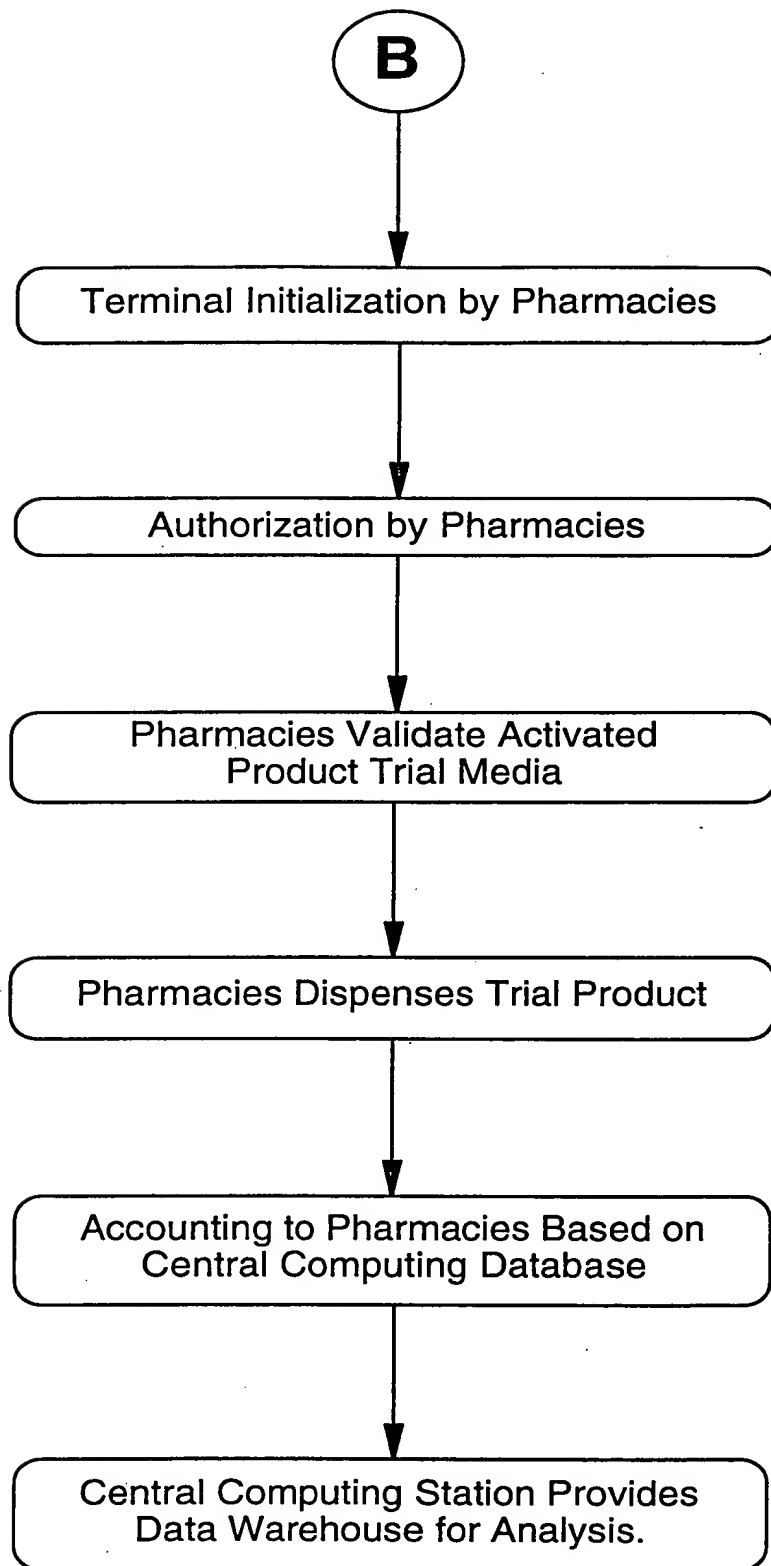 B
Terminal Initialization by Pharmacies
Authorization by Pharmacies
Pharmacies Validate Activated
Product Trial Media
Pharmacies Dispenses Trial Product
Accounting to Pharmacies Based on
Central Computing Database
Central Computing Station Provides
Data Warehouse for Analysis.